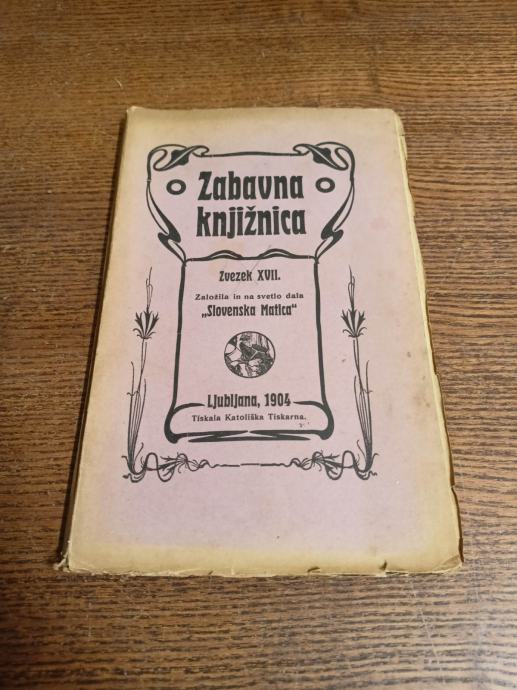 Zabavna
knjižnica
Zvezek XVII.
Založila in na svetlo dala
„Slovenska Matica“
Ljubljana, 1904
Tiskala Katoliška Tiskarna.